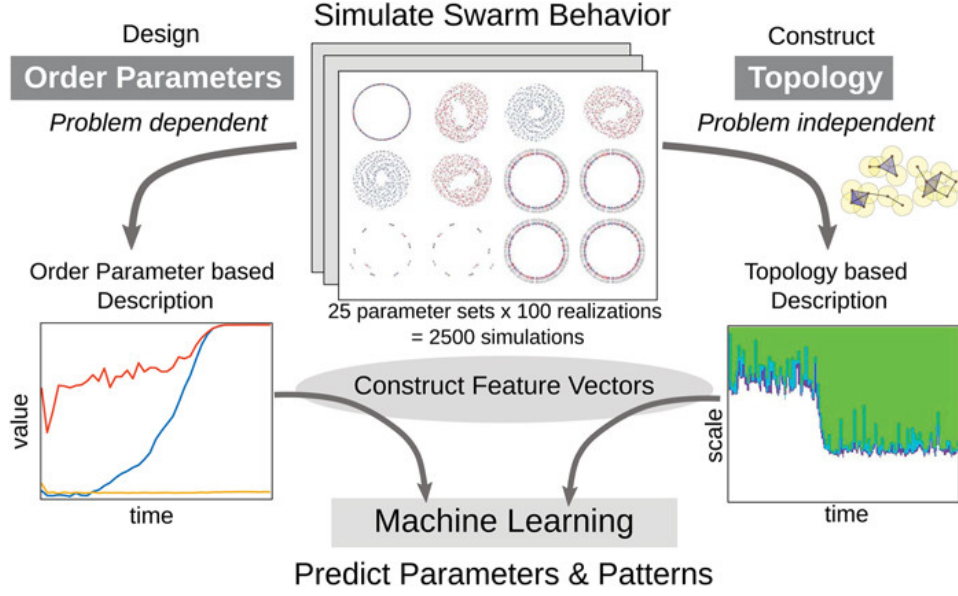 Simulate Swarm Behavior
Design
Order Parameters
Problem dependent
Construct
Topology
Problem independent
25 parameter sets x 100 realizations
= 2500 simulations
Order Parameter based
Description
value
time
Topology based
Description
scale
time
Construct Feature Vectors
Machine Learning
Predict Parameters & Patterns